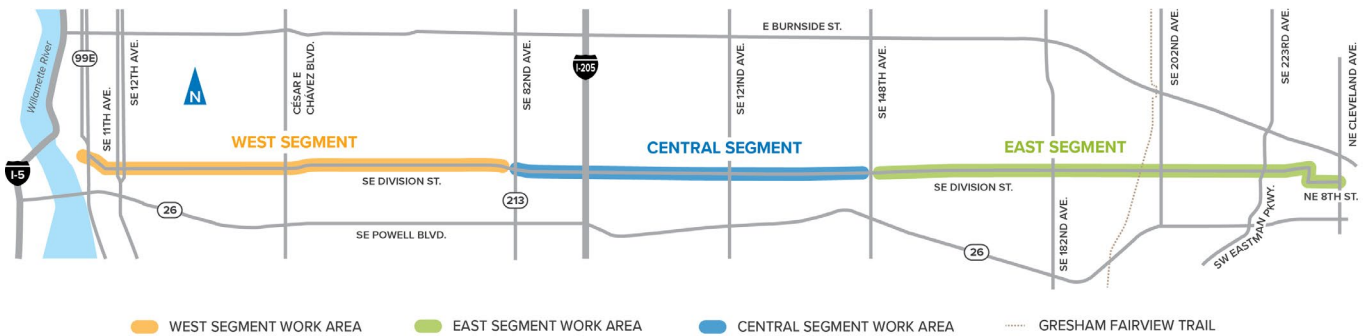 E BURNSIDE ST.
Willamette River
99E
SE 11TH AVE.
SE 12TH AVE.
N
CÉSAR E
CHÁVEZ BLVD.
SE 82ND AVE.
I-205
SE 121ND AVE.
SE 148TH AVE.
SE 202ND AVE.
SE 223RD AVE.
NE CLEVELAND AVE.
WEST SEGMENT
CENTRAL SEGMENT
EAST SEGMENT
I-5
SE DIVISION ST.
SE DIVISION ST.
NE 8TH ST.
26
213
SE POWELL BLVD.
26
SE 182ND AVE.
SW EASTMAN PKWY.
WEST SEGMENT WORK AREA
EAST SEGMENT WORK AREA
CENTRAL SEGMENT WORK AREA
GRESHAM FAIRVIEW TRAIL